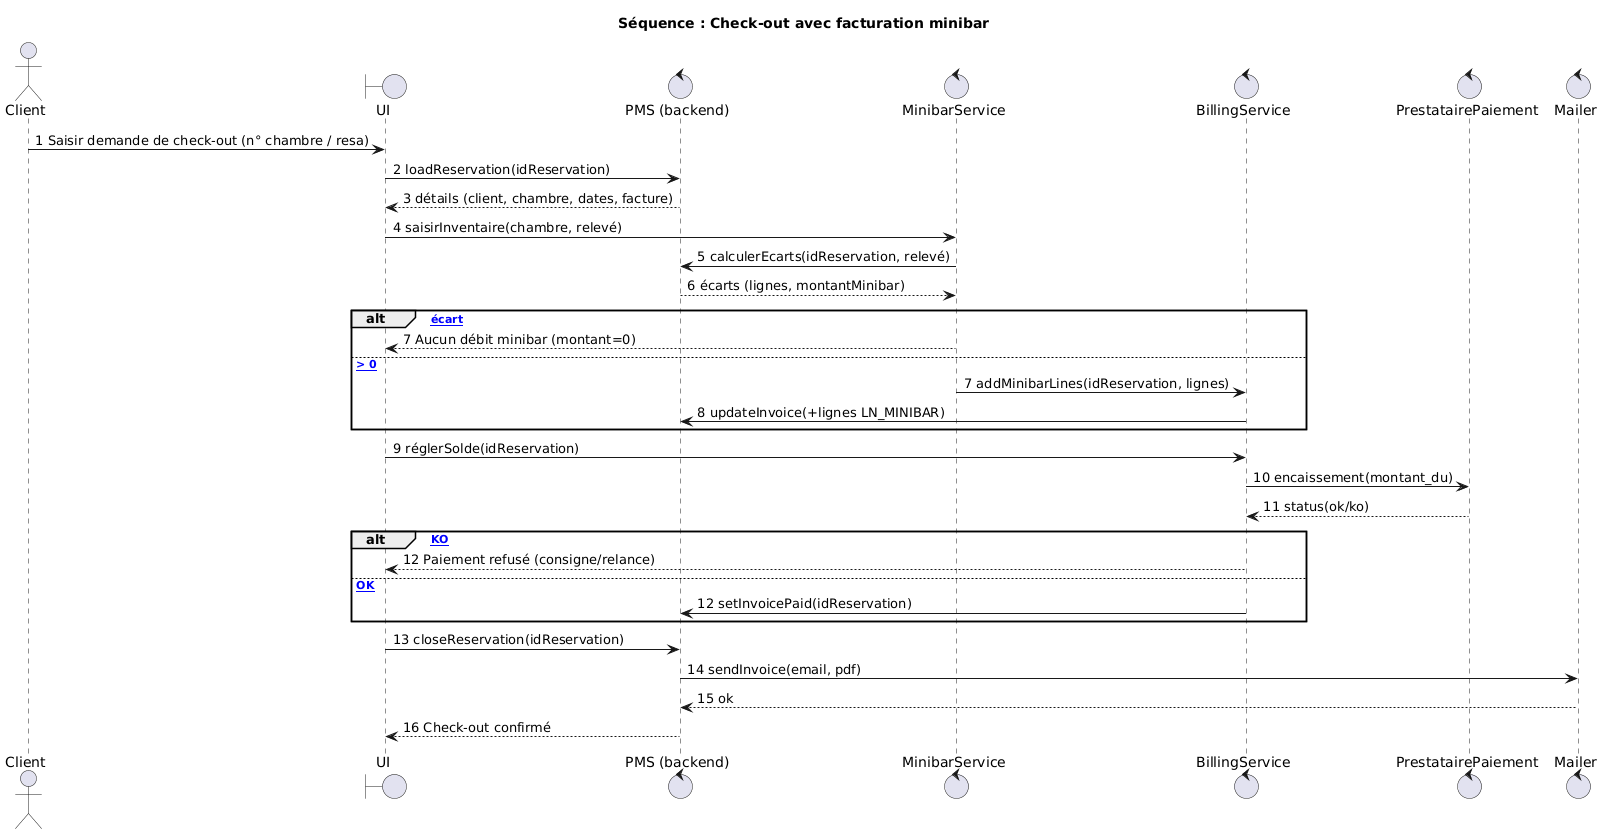 Séquence : Check-out avec facturation minibar
Client
UI
PMS (backend)
MinibarService
BillingService
PrestatairePaiement
Mailer
1 Saisir demande de check-out (n° chambre / resa)
2 loadReservation(idReservation)
3 détails (client, chambre, dates, facture)
4 saisirInventaire(chambre, relevé)
5 calculerEcarts(idReservation, relevé)
6 écarts (lignes, montantMinibar)
alt écart
7 Aucun débit minibar (montant=0)
> 0
7 addMinibarLines(idReservation, lignes)
8 updateInvoice(+lignes LN_MINIBAR)
9 réglerSolde(idReservation)
10 encaissement(montant_du)
11 status(ok/ko)
alt KO
12 Paiement refusé (consigne/relance)
OK
12 setInvoicePaid(idReservation)
13 closeReservation(idReservation)
14 sendInvoice(email, pdf)
15 ok
16 Check-out confirmé
Client
UI
PMS (backend)
MinibarService
BillingService
PrestatairePaiement
Mailer